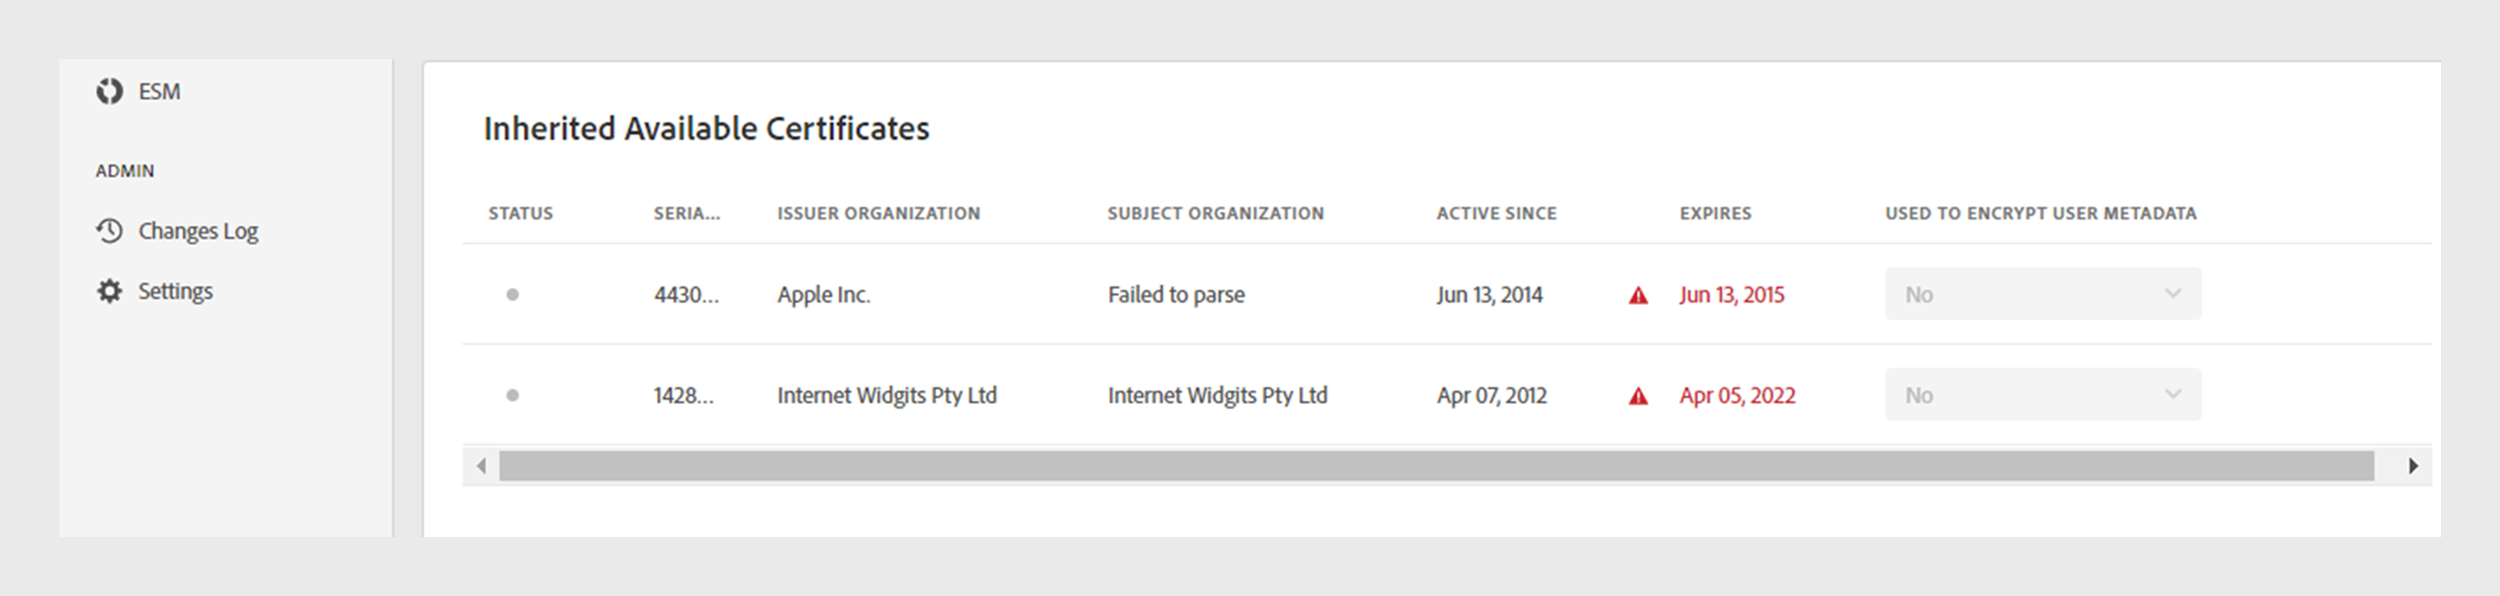 ESM
ADMIN
Changes Log
Settings
Inherited Available Certificates
STATUS SERIA... ISSUER ORGANIZATION SUBJECT ORGANIZATION ACTIVE SINCE EXPIRES USED TO ENCRYPT USER METADATA
4430... Apple Inc. Failed to parse Jun 13, 2014 Jun 13, 2015 No
1428... Internet Widgits Pty Ltd Internet Widgits Pty Ltd Apr 07, 2012 Apr 05, 2022 No